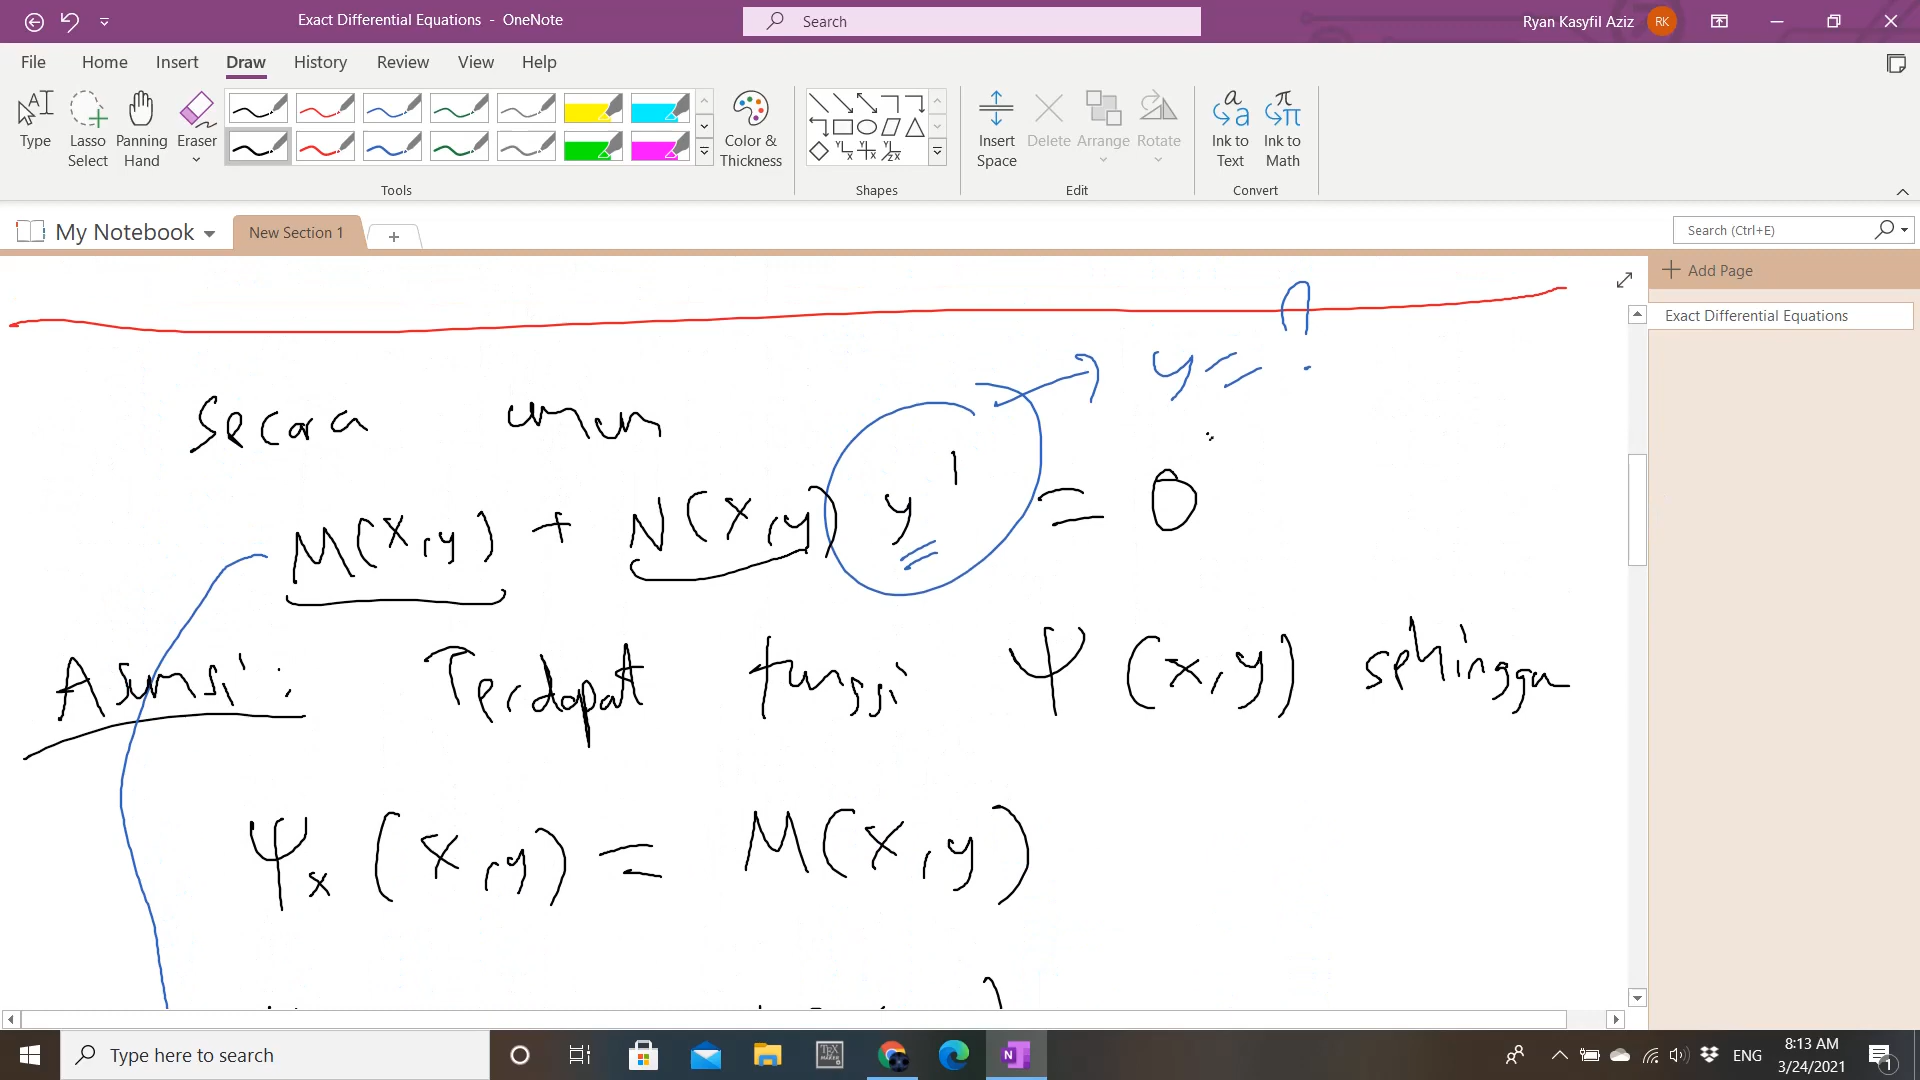 Exact Differential Equations - OneNote
Search
Ryan Kasyfil Aziz
RK
File Home Insert Draw History Review View Help
Type
Lasso Select
Panning Hand
Eraser
Color & Thickness
Insert Space
Delete
Arrange
Rotate
Ink to Text
Ink to Math
Tools
Shapes
Edit
Convert
My Notebook
New Section 1
Search (Ctrl+E)
Add Page
Exact Differential Equations
y = ?
Secara umum
M(x,y) + N(x,y) y' = 0
Asumsi: Terdapat fungsi Ψ (x,y) sehingga
Ψx (x,y) = M(x,y)
Type here to search
ENG
8:13 AM
3/24/2021
1